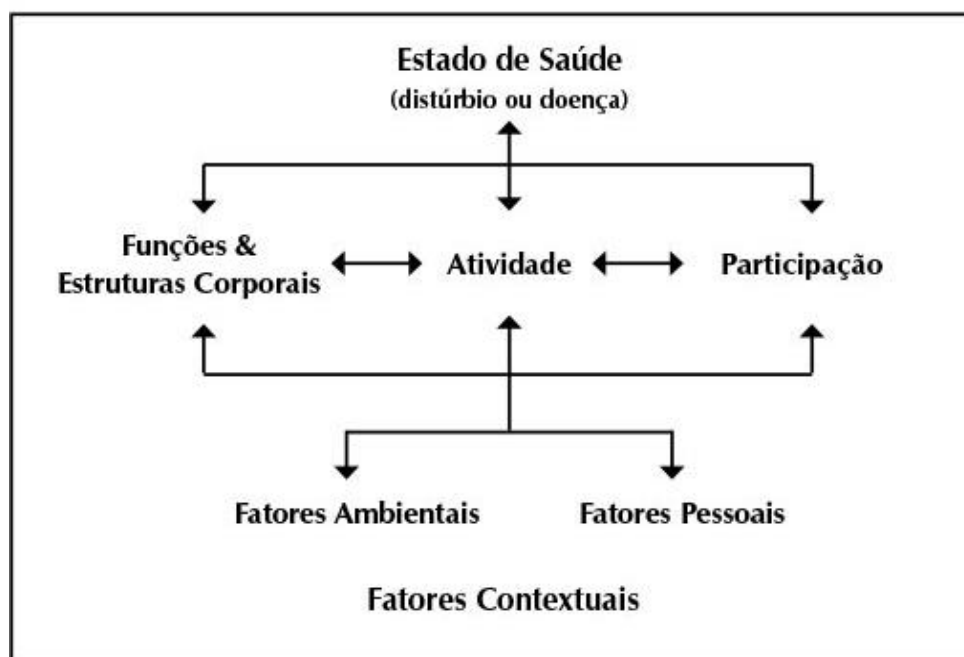 Estado de Saúde
(distúrbio ou doença)
Funções &
Estruturas Corporais
Atividade
Participação
Fatores Ambientais
Fatores Pessoais
Fatores Contextuais